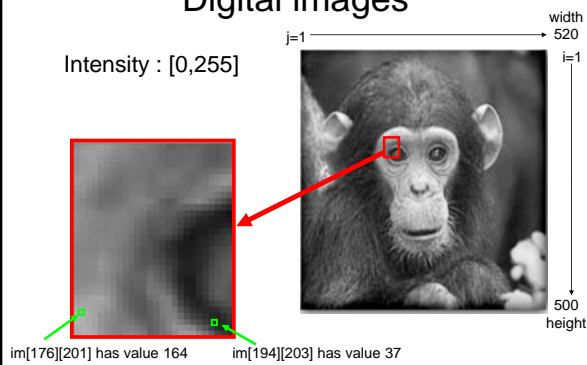 Digital images
width
j=1
520
Intensity : [0,255]
i=1
500
height
im[176][201] has value 164
im[194][203] has value 37